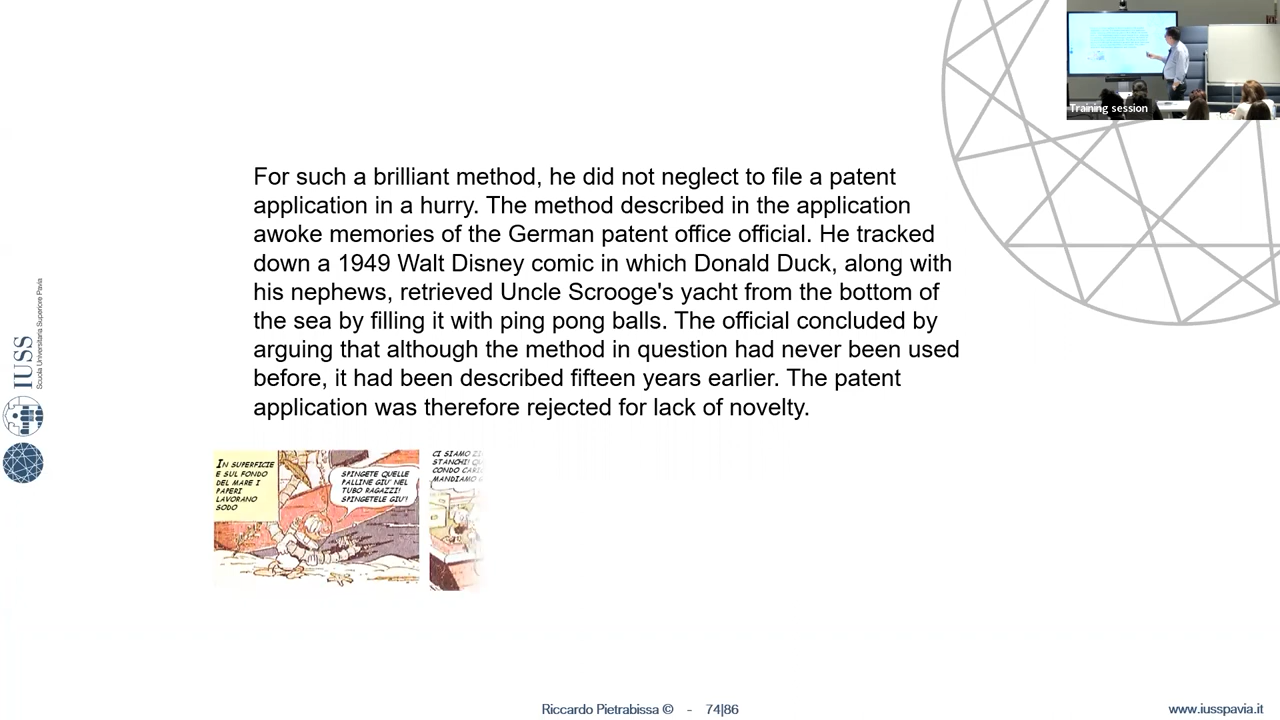 Training session
For such a brilliant method, he did not neglect to file a patent
application in a hurry. The method described in the application
awoke memories of the German patent office official. He tracked
down a 1949 Walt Disney comic in which Donald Duck, along with
his nephews, retrieved Uncle Scrooge's yacht from the bottom of
the sea by filling it with ping pong balls. The official concluded by
arguing that although the method in question had never been used
before, it had been described fifteen years earlier. The patent
application was therefore rejected for lack of novelty.
IUSS
Scuola Universitaria Superiore Pavia
IN SUPERFICIE
E SUL FONDO
DEL MARE I
PAPERI
LAVORANO
SODO
SPINGETE QUELLE
PALLINE GIU' NEL
TUBO RAGAZZI!
SPINGETELE GIU'!
CI SIAMO
STANCHI!
CONDO
MANDIAMO
Riccardo Pietrabissa © - 74|86
www.iusspavia.it